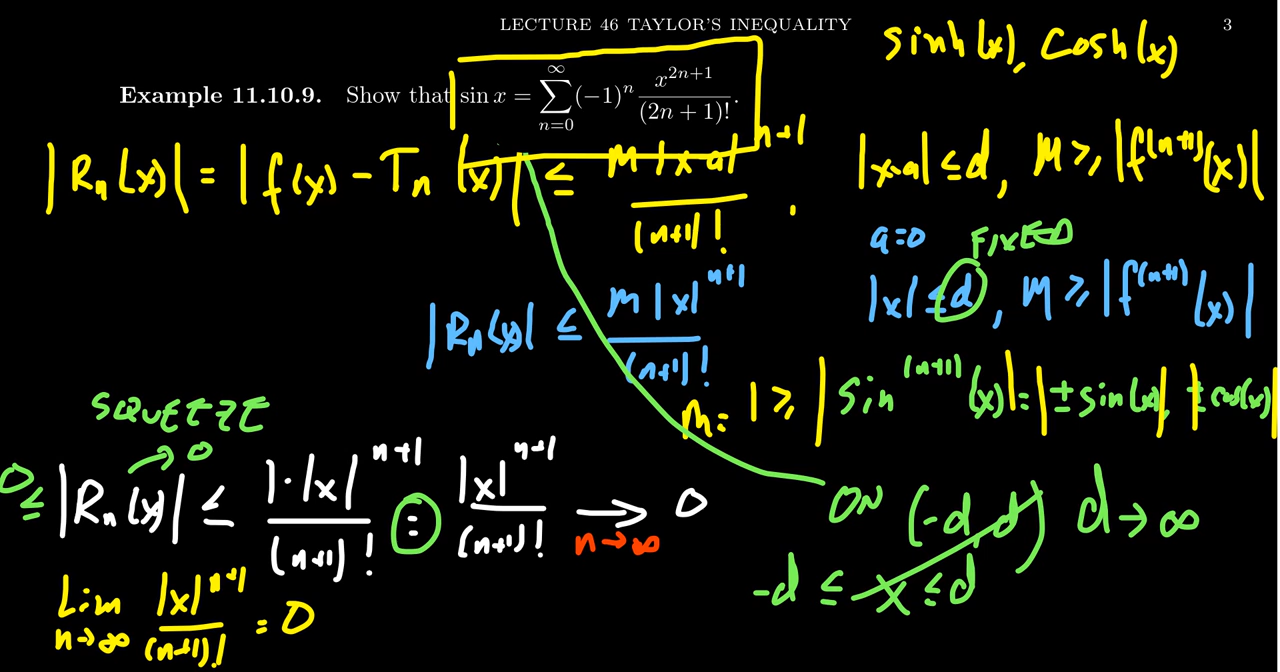 LECTURE 46 TAYLOR'S INEQUALITY 3
sinh(x), cosh(x)
Example 11.10.9. Show that sin x = ∑_{n=0}^{∞} (-1)^n x^{2n+1}/(2n+1)!.
|R_n(x)| = |f(x) - T_n(x)| ≤ M|x-a|^{n+1}/(n+1)!.
|x-a| ≤ d, M ≥ |f^{(n+1)}(x)|
a=0 FIXED
|x| ≤ d, M ≥ |f^{(n+1)}(x)|
|R_n(x)| ≤ M|x|^{n+1}/(n+1)!
M = 1 ≥ |sin^{(n+1)}(x)| = |±sin(x)|, |±cos(x)|
SQUEEZE
→ 0
0 ≤ |R_n(x)| ≤ 1·|x|^{n+1}/(n+1)! = |x|^{n+1}/(n+1)! → 0
n→∞
ON (-d, d) d→∞
-d ≤ x ≤ d
Lim_{n→∞} |x|^{n+1}/(n+1)! = 0